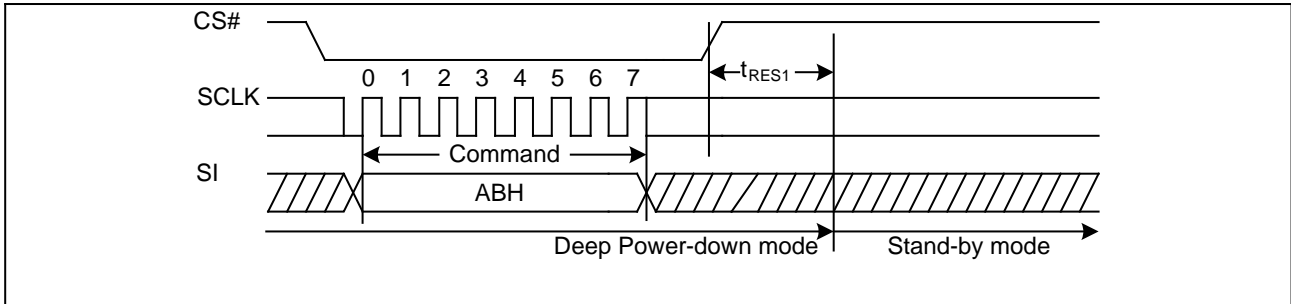 CS#
tRES1
0 1 2 3 4 5 6 7
SCLK
Command
SI
ABH
Deep Power-down mode Stand-by mode